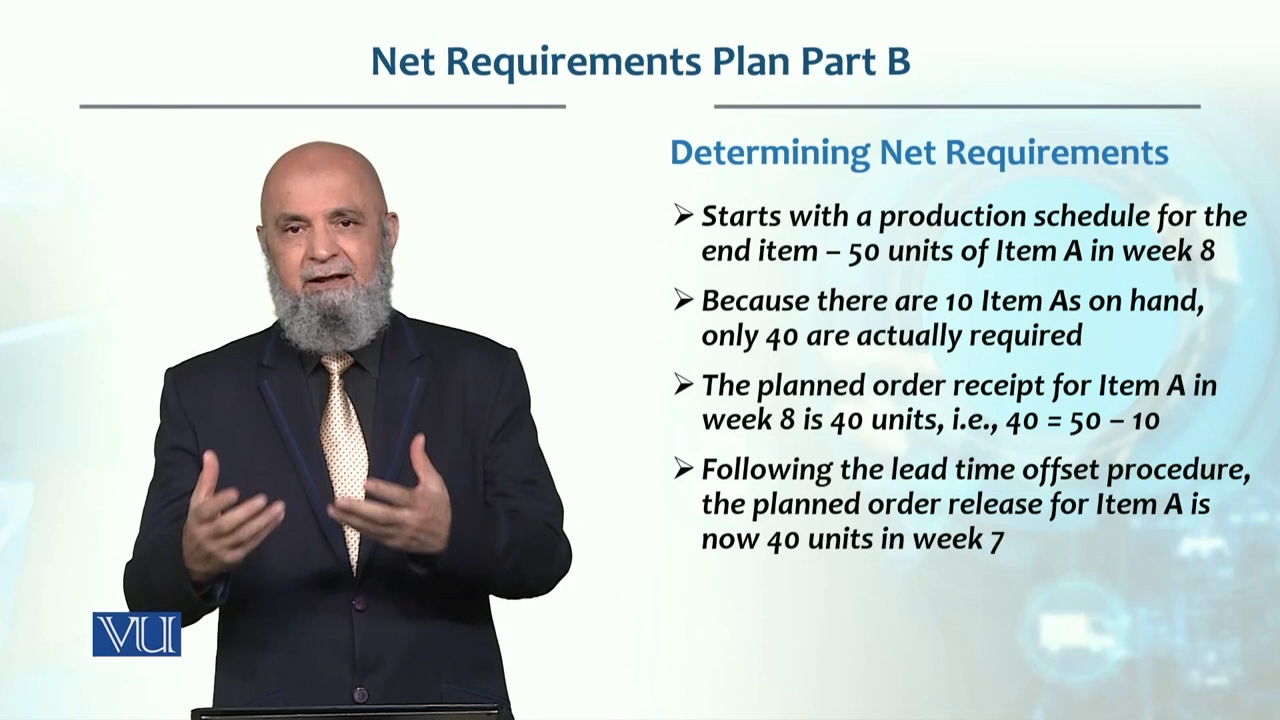 Net Requirements Plan Part B
Determining Net Requirements
➢ Starts with a production schedule for the
end item – 50 units of Item A in week 8
➢ Because there are 10 Item As on hand,
only 40 are actually required
➢ The planned order receipt for Item A in
week 8 is 40 units, i.e., 40 = 50 – 10
➢ Following the lead time offset procedure,
the planned order release for Item A is
now 40 units in week 7
VU